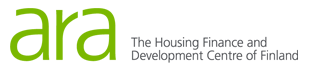 ara
The Housing Finance and
Development Centre of Finland